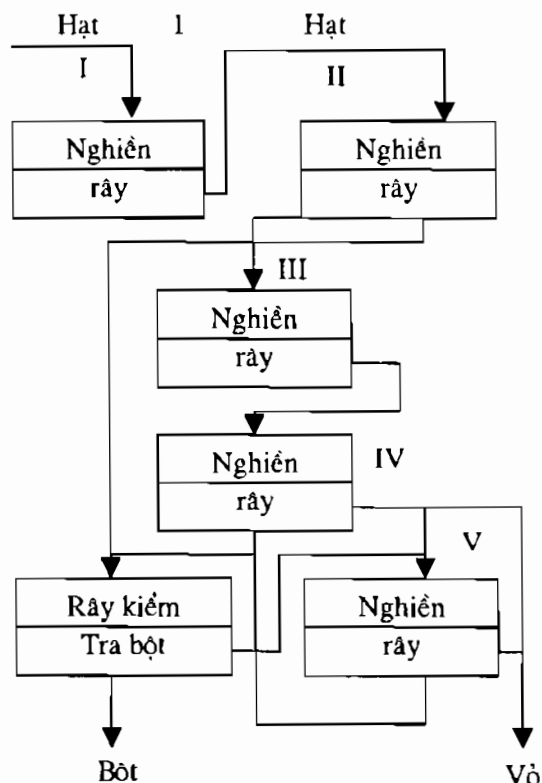 Hạt 1 Hạt
I II
Nghiền Nghiền
rây rây
III
Nghiền
rây
Nghiền IV
rây
V
Rây kiểm Nghiền
Tra bột rây
Bột Vỏ